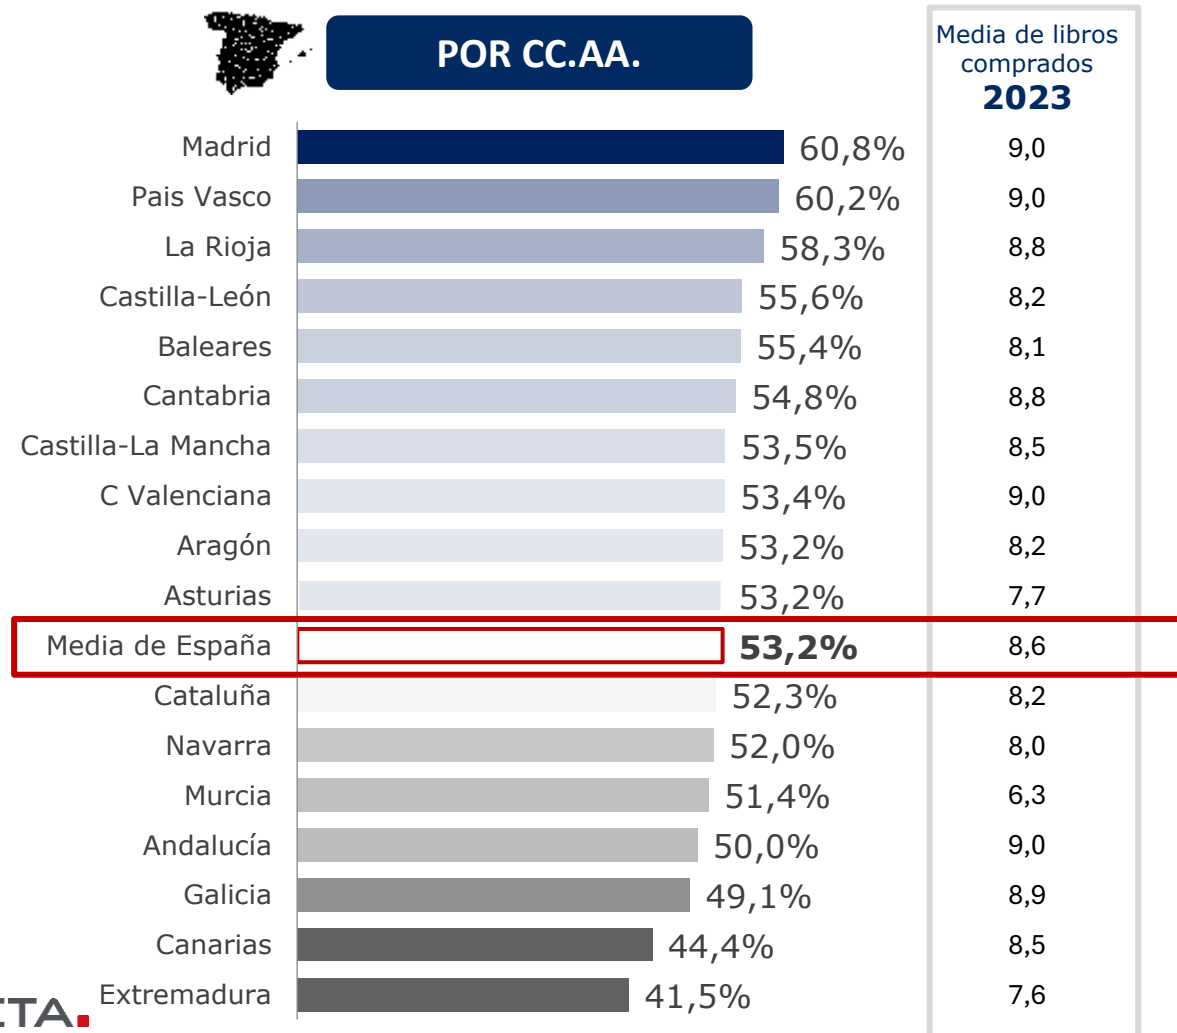 POR CC.AA.
Media de libros
comprados
2023
Madrid 60,8% 9,0
Pais Vasco 60,2% 9,0
La Rioja 58,3% 8,8
Castilla-León 55,6% 8,2
Baleares 55,4% 8,1
Cantabria 54,8% 8,8
Castilla-La Mancha 53,5% 8,5
C Valenciana 53,4% 9,0
Aragón 53,2% 8,2
Asturias 53,2% 7,7
Media de España 53,2% 8,6
Cataluña 52,3% 8,2
Navarra 52,0% 8,0
Murcia 51,4% 6,3
Andalucía 50,0% 9,0
Galicia 49,1% 8,9
Canarias 44,4% 8,5
Extremadura 41,5% 7,6